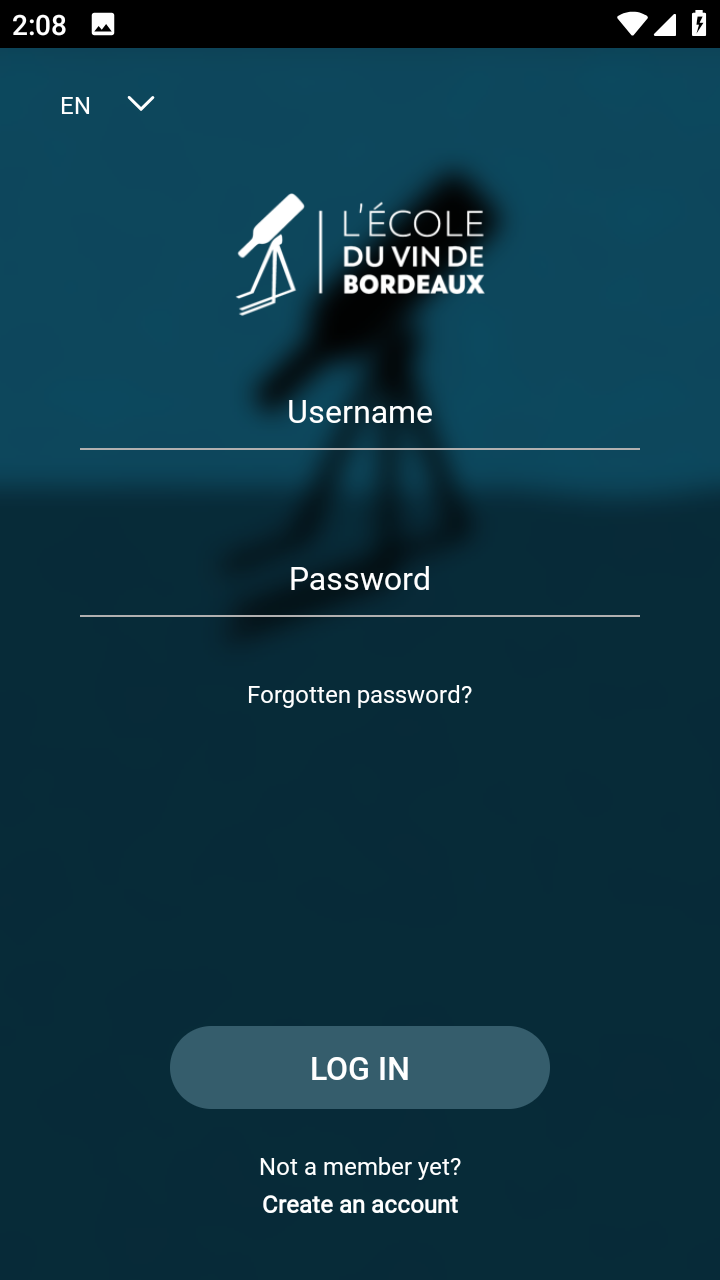 2:08
EN
L'ÉCOLE
DU VIN DE
BORDEAUX
Username
Password
Forgotten password?
LOG IN
Not a member yet?
Create an account